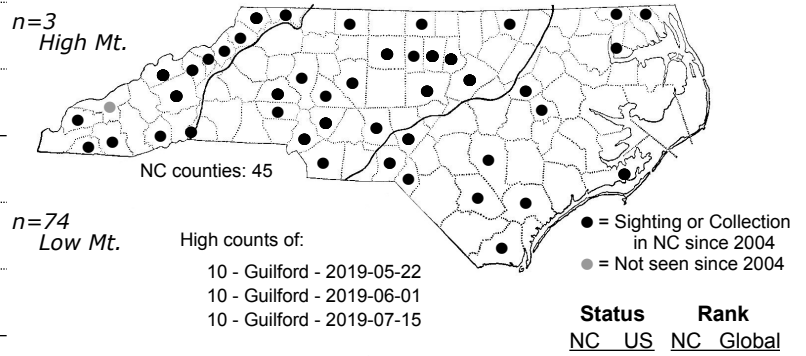 n=3
High Mt.
NC counties: 45
n=74
Low Mt.
High counts of:
10 - Guilford - 2019-05-22
10 - Guilford - 2019-06-01
10 - Guilford - 2019-07-15
= Sighting or Collection
in NC since 2004
= Not seen since 2004
Status Rank
NC US NC Global